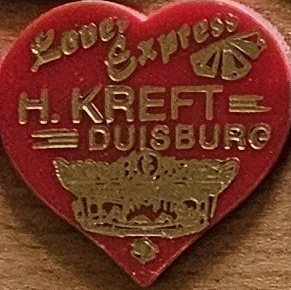 Love Express
H. KREFT
DUISBURG